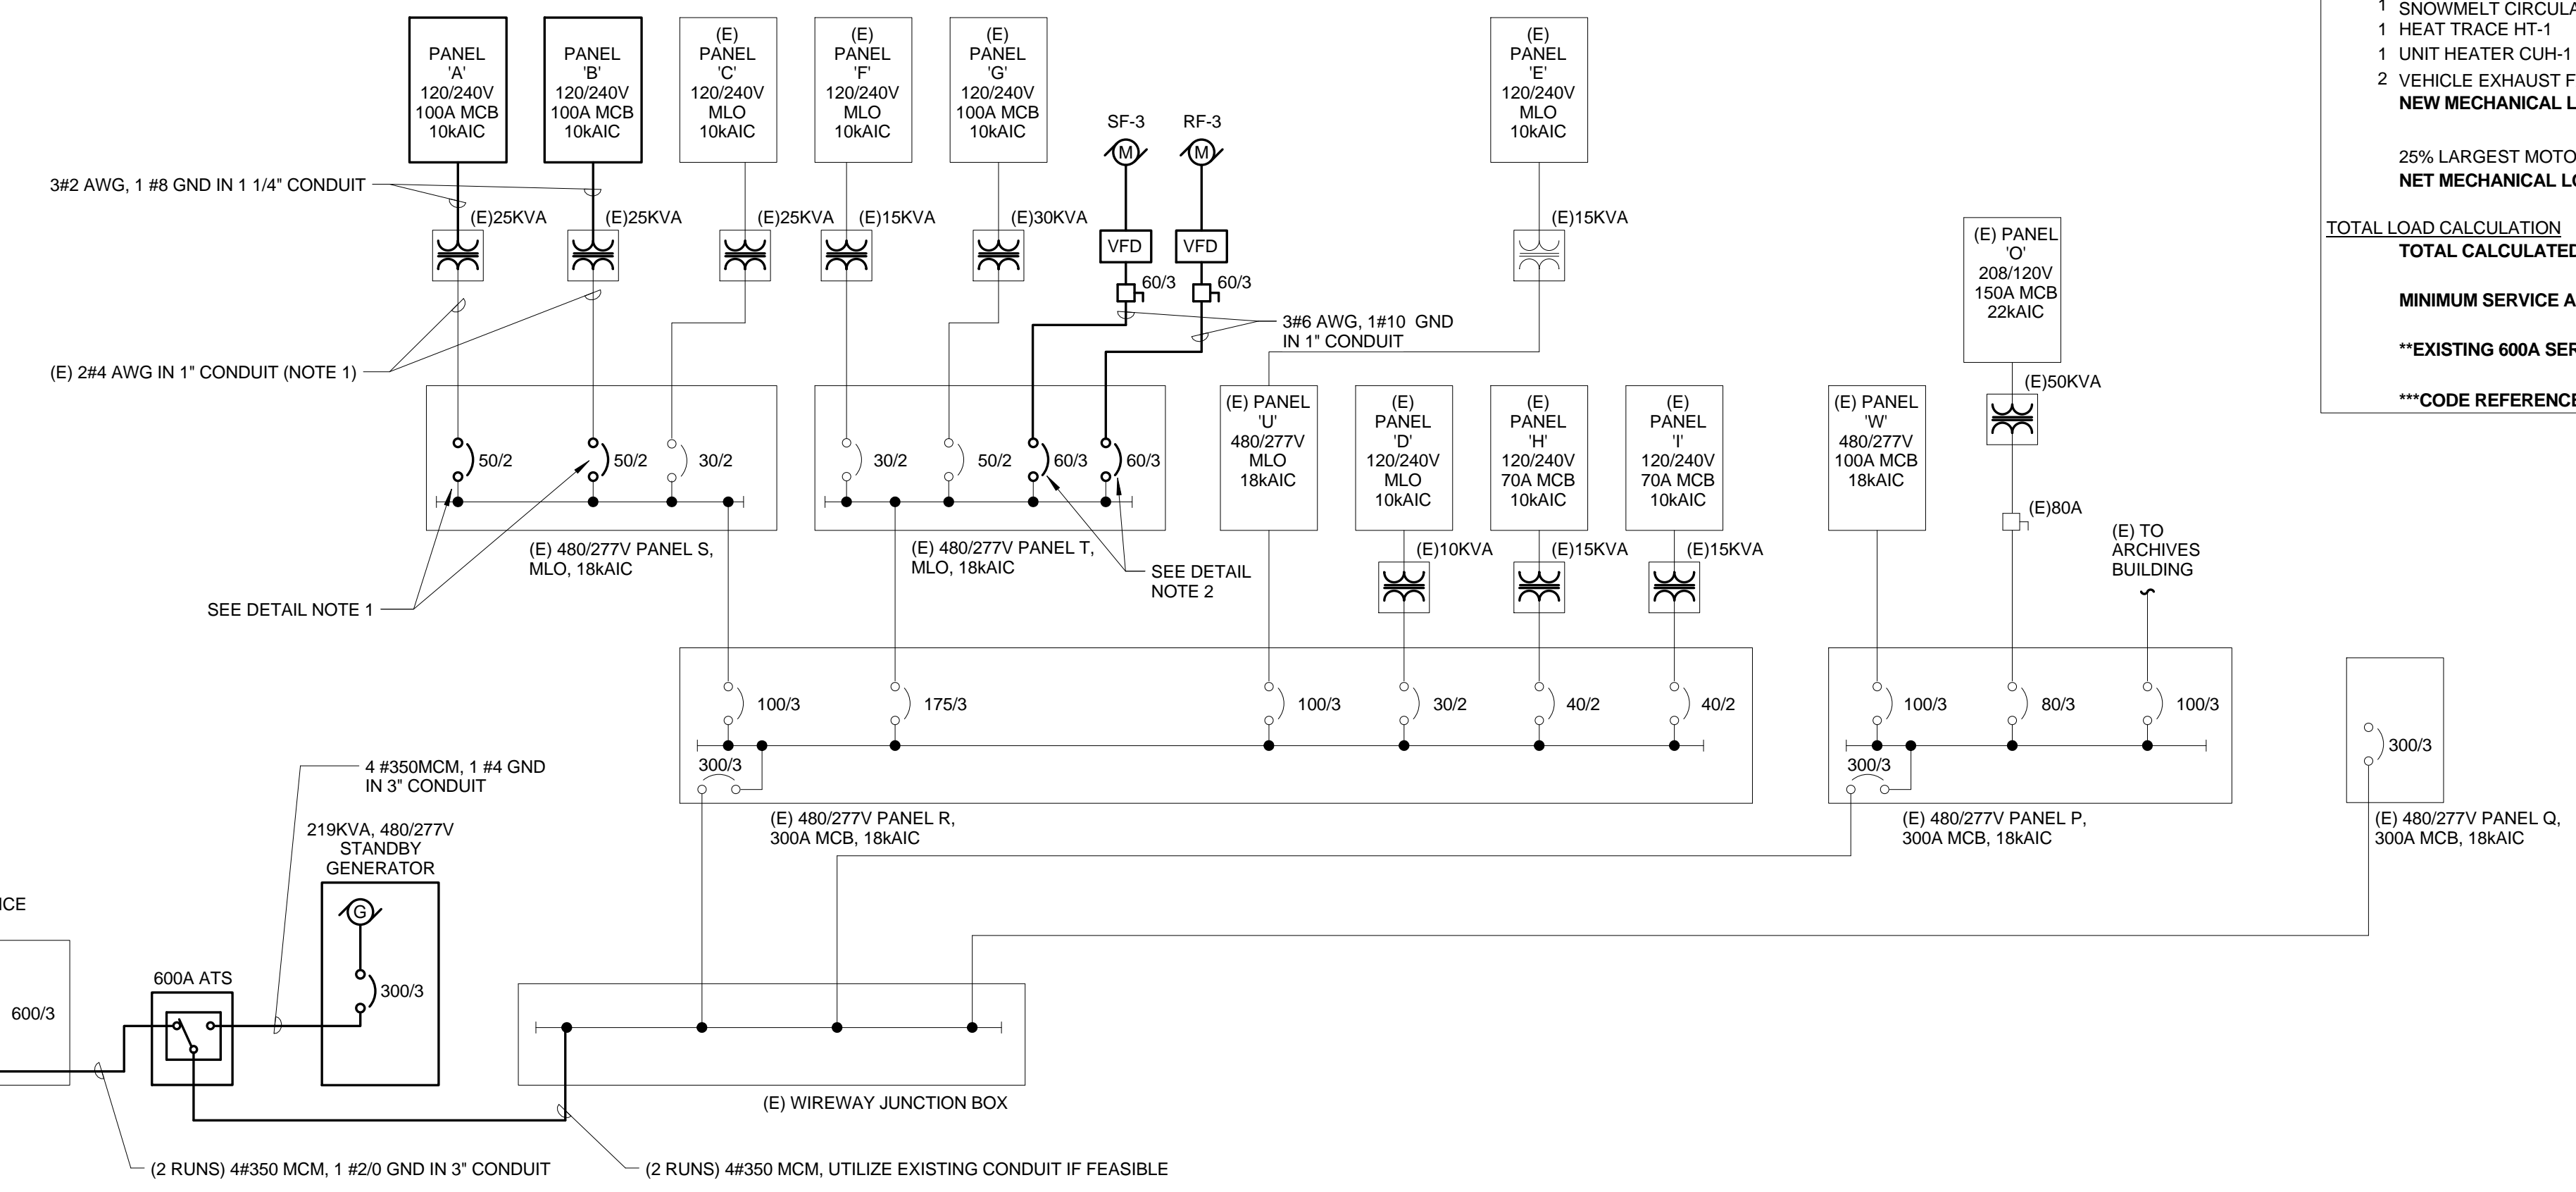 PANEL
'A'
120/240V
100A MCB
10kAIC
PANEL
'B'
120/240V
100A MCB
10kAIC
(E)
PANEL
'C'
120/240V
MLO
10kAIC
(E)
PANEL
'F'
120/240V
MLO
10kAIC
(E)
PANEL
'G'
120/240V
100A MCB
10kAIC
SF-3
RF-3
M
M
(E)
PANEL
'E'
120/240V
MLO
10kAIC
1 SNOWMELT
1 HEAT TRACE HT-1
1 UNIT HEATER CUH-1
2 VEHICLE EXHAUST
NEW MECHANICAL
25% LARGEST
NET MECHANICAL
TOTAL LOAD CALCULATION
TOTAL CALCULATED
MINIMUM SERVICE
**EXISTING 600A
***CODE
3#2 AWG, 1 #8 GND IN 1 1/4" CONDUIT
(E)25KVA
(E)25KVA
(E)25KVA
(E)15KVA
(E)30KVA
VFD
VFD
(E)15KVA
60/3
60/3
3#6 AWG, 1#10 GND
IN 1" CONDUIT
(E) 2#4 AWG IN 1" CONDUIT (NOTE 1)
(E) PANEL
'O'
208/120V
150A MCB
22kAIC
(E)50KVA
(E)80A
50/2
50/2
30/2
30/2
50/2
60/3
60/3
(E) PANEL
'U'
480/277V
MLO
18kAIC
(E)
PANEL
'D'
120/240V
MLO
10kAIC
(E)
PANEL
'H'
120/240V
70A MCB
10kAIC
(E)
PANEL
'I'
120/240V
70A MCB
10kAIC
(E) PANEL
'W'
480/277V
100A MCB
18kAIC
(E) 480/277V PANEL S,
MLO, 18kAIC
(E) 480/277V PANEL T,
MLO, 18kAIC
SEE DETAIL NOTE 1
SEE DETAIL
NOTE 2
(E)10KVA
(E)15KVA
(E)15KVA
(E) TO
ARCHIVES
BUILDING
100/3
175/3
100/3
30/2
40/2
40/2
300/3
100/3
80/3
100/3
300/3
300/3
(E) 480/277V PANEL R,
300A MCB, 18kAIC
(E) 480/277V PANEL P,
300A MCB, 18kAIC
(E) 480/277V PANEL Q,
300A MCB, 18kAIC
4 #350MCM, 1 #4 GND
IN 3" CONDUIT
219KVA, 480/277V
STANDBY
GENERATOR
G
300/3
600/3
600A ATS
(E) WIREWAY JUNCTION BOX
(2 RUNS) 4#350 MCM, 1 #2/0 GND IN 3" CONDUIT
(2 RUNS) 4#350 MCM, UTILIZE EXISTING CONDUIT IF FEASIBLE